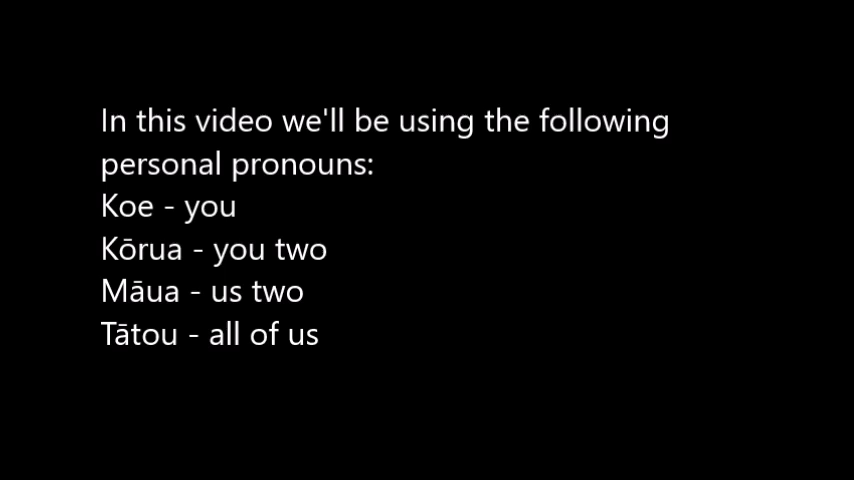 In this video we'll be using the following
personal pronouns:
Koe - you
Kōrua - you two
Māua - us two
Tātou - all of us